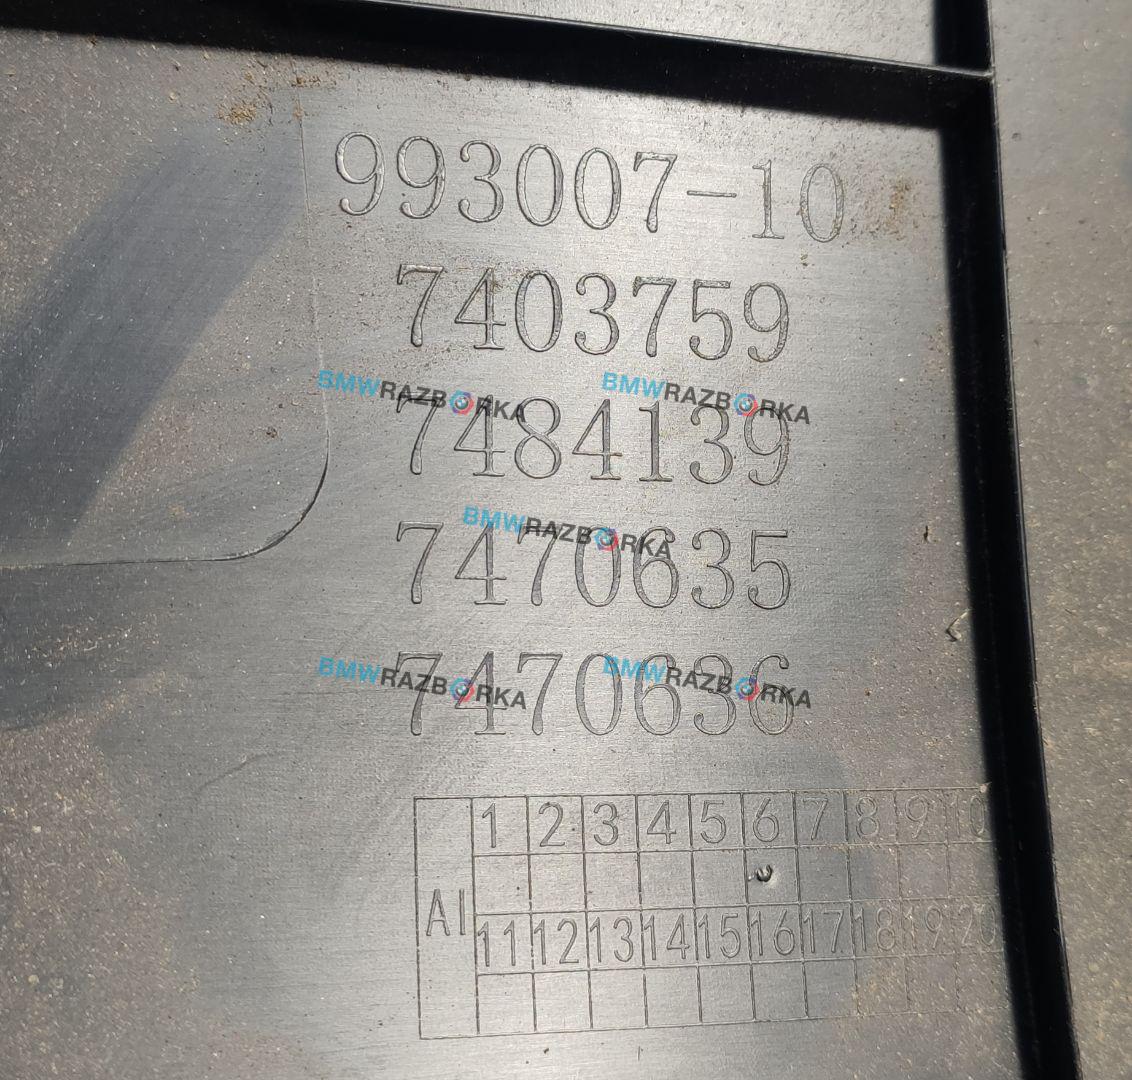 993007-10
7403759
BMWRAZBORKA BMWRAZBORKA
7484139
BMWRAZBORKA
7470635
BMWRAZBORKA BMWRAZBORKA
7470636
1 2 3 4 5 6 7 8 9 10
AI
11 12 13 14 15 16 17 18 19 20